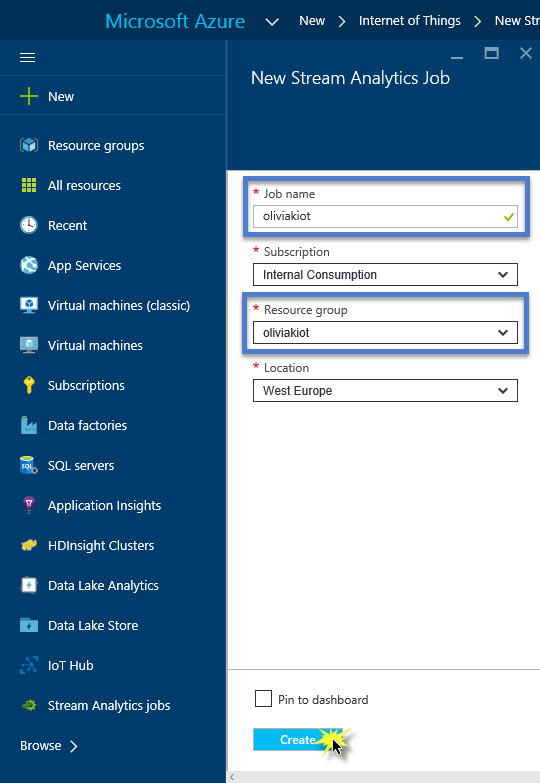 Microsoft Azure New Internet of Things New Str
New Stream Analytics Job
New
Resource groups
All resources
Recent
App Services
Virtual machines (classic)
Virtual machines
Subscriptions
Data factories
SQL servers
Application Insights
HDInsight Clusters
Data Lake Analytics
Data Lake Store
IoT Hub
Stream Analytics jobs
Browse
* Job name
oliviakiot
* Subscription
Internal Consumption
* Resource group
oliviakiot
* Location
West Europe
Pin to dashboard
Create